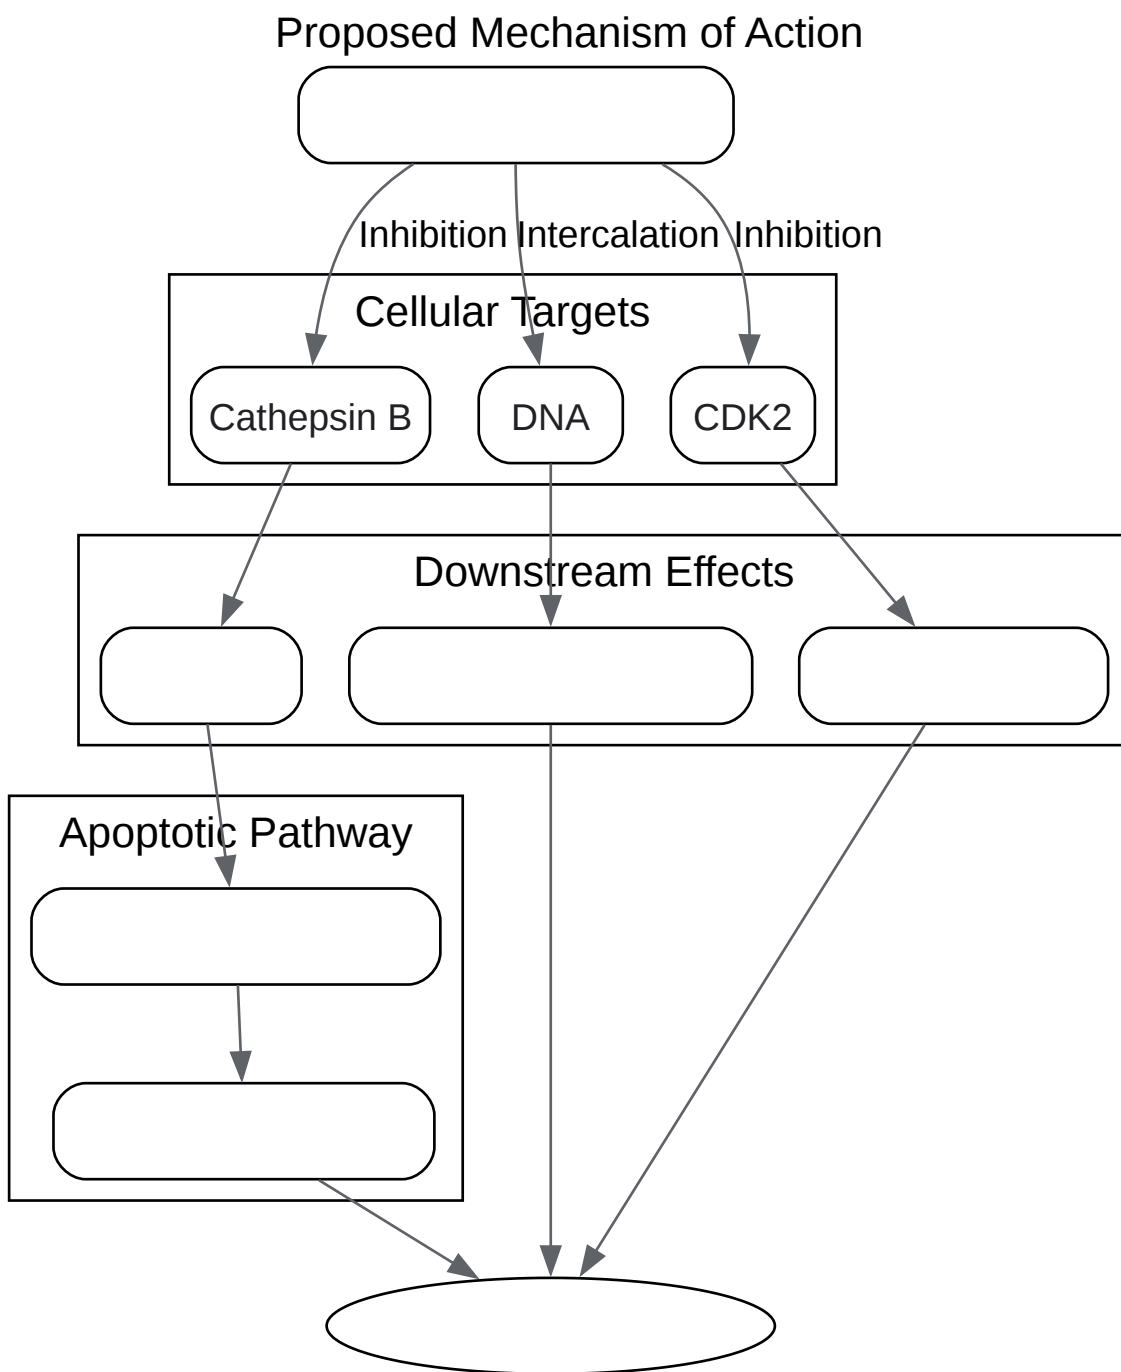 Proposed Mechanism of Action
Inhibition Intercalation Inhibition
Cellular Targets
Cathepsin B DNA CDK2
Downstream Effects
Apoptotic Pathway